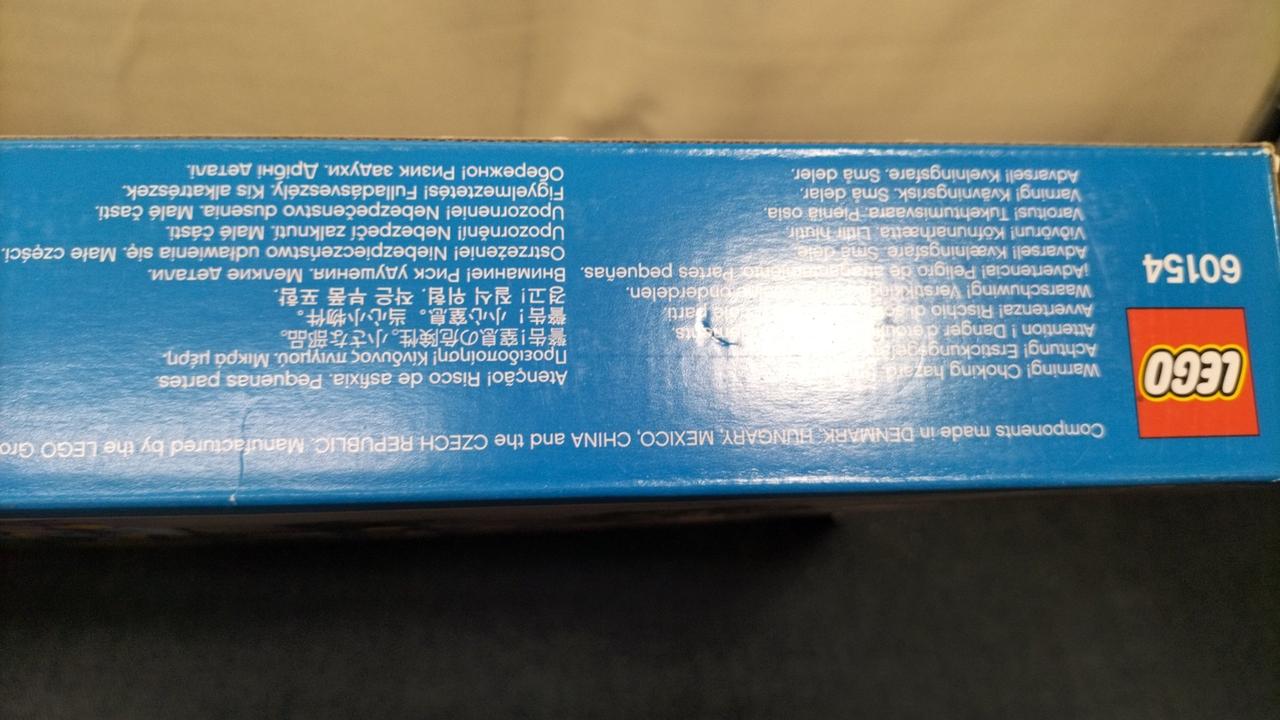 LEGO
60154
Components made in DENMARK, HUNGARY, MEXICO, CHINA and the CZECH REPUBLIC. Manufactured by the LEGO Gro
Warning! Choking hazard.
Achtung! Erstickungsge
Attention ! Danger d'étouf
Avvertenza! Rischio di parti.
Waarschuwing! Verstikking onderdelen.
¡Advertencia! Peligro de atragantamiento. Partes pequeñas.
Advarsel! Kvælningsfare. Små dele.
Viðvörun! Köfnunarhætta. Litlir hlutir.
Varoitus! Tukehtumisvaara. Pieniä osia.
Varning! Kvävningsrisk. Små delar.
Advarsel! Kvelningsfare. Små deler.
Atenção! Risco de asfixia. Pequenas partes.
Προειδοποίηση! Κίνδυνος πνιγμού. Μικρά μέρη.
警告!窒息の危険性。小さな部品。
警告！小心窒息。当心小物件。
경고! 질식 위험. 작은 부품 포함.
Внимание! Риск удушения. Мелкие детали.
Ostrzeżenie! Niebezpieczeństwo udławienia się. Małe części.
Upozornění! Nebezpečí zalknutí. Malé části.
Upozornenie! Nebezpečenstvo dusenia. Malé časti.
Figyelmeztetés! Fulladásveszély. Kis alkatrészek.
Обережно! Ризик задухи. Дрібні деталі.